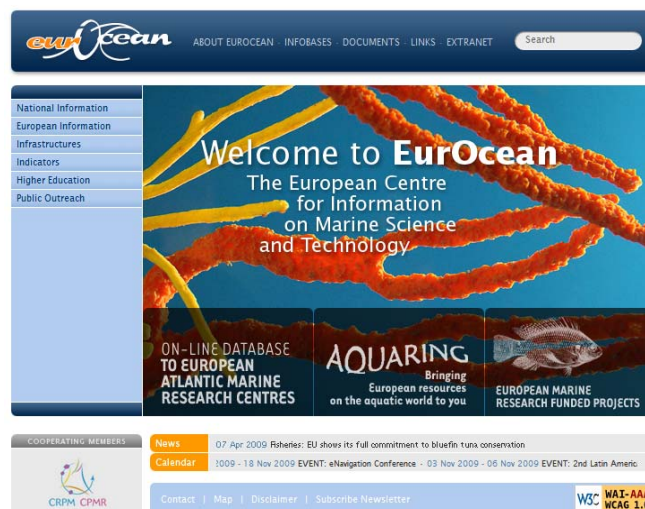 eurOcean
ABOUT EUROCEAN · INFOBASES · DOCUMENTS · LINKS · EXTRANET
Search
National Information
European Information
Infrastructures
Indicators
Higher Education
Public Outreach
Welcome to EurOcean
The European Centre
for Information
on Marine Science
and Technology
ON-LINE DATABASE
TO EUROPEAN
ATLANTIC MARINE
RESEARCH CENTRES
AQUARING
Bringing
European resources
on the aquatic world to you
EUROPEAN MARINE
RESEARCH FUNDED PROJECTS
COOPERATING MEMBERS
CRPM CPMR
News
07 Apr 2009 Fisheries: EU shows its full commitment to bluefin tuna conservation
Calendar
2009 - 18 Nov 2009 EVENT: eNavigation Conference - 03 Nov 2009 - 06 Nov 2009 EVENT: 2nd Latin Americ
Contact | Map | Disclaimer | Subscribe Newsletter
W3C WAI-AA
WCAG 1.